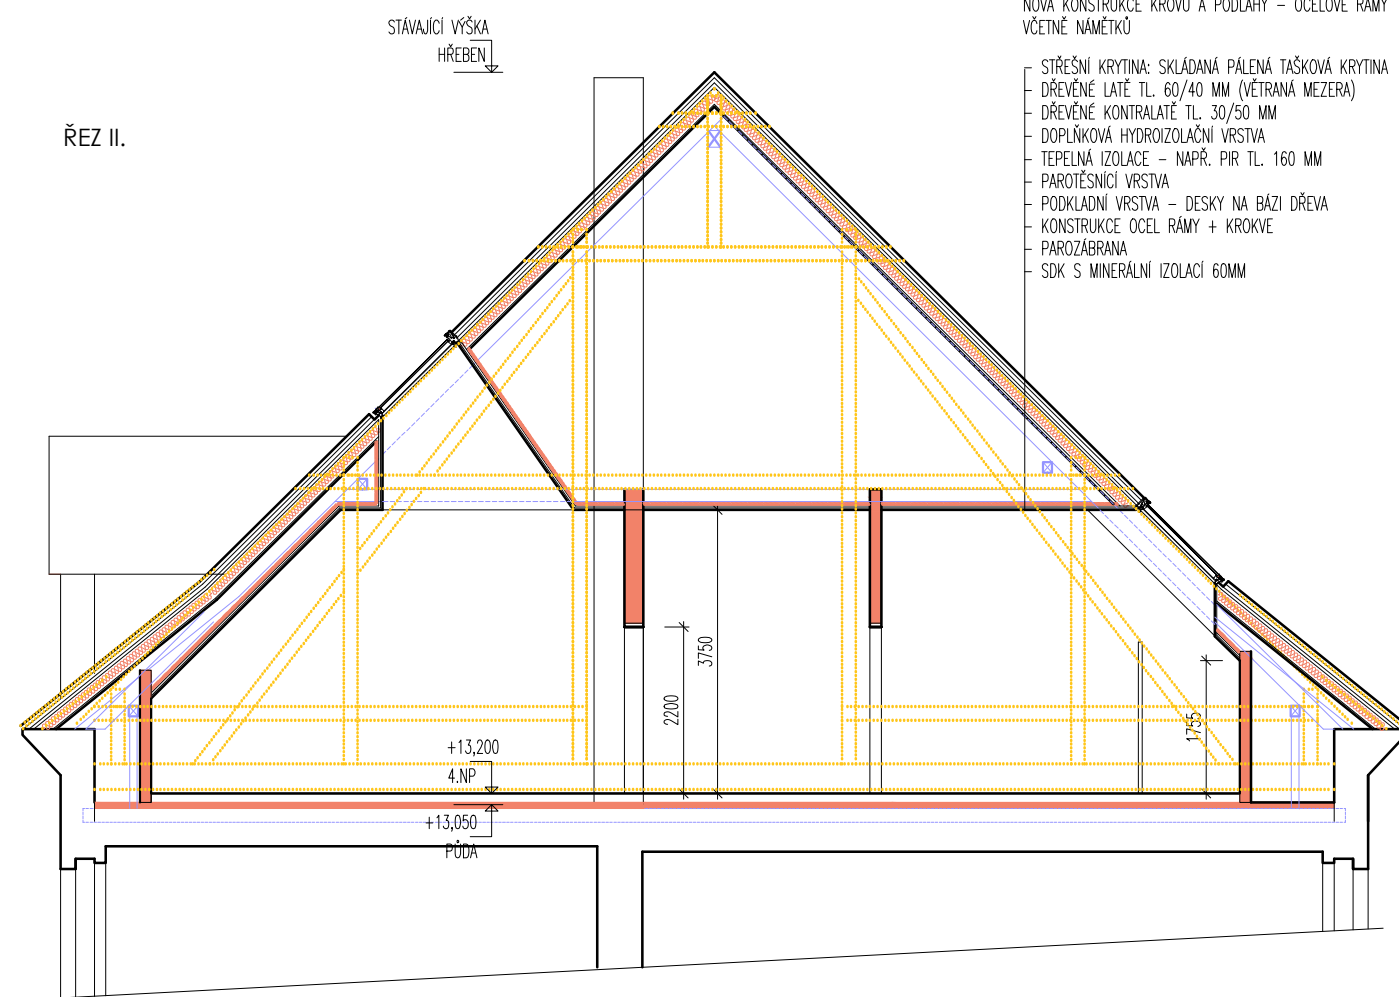 NOVÁ KONSTRUKCE KROVU A PODLAHY – OCELOVÉ RÁMY
VČETNĚ NÁMĚTKŮ
STÁVAJÍCÍ VÝŠKA
HŘEBEN
ŘEZ II.
STŘEŠNÍ KRYTINA: SKLÁDANÁ PÁLENÁ TAŠKOVÁ KRYTINA
DŘEVĚNÉ LATĚ TL. 60/40 MM (VĚTRANÁ MEZERA)
DŘEVĚNÉ KONTRALATĚ TL. 30/50 MM
DOPLŇKOVÁ HYDROIZOLAČNÍ VRSTVA
TEPELNÁ IZOLACE – NAPŘ. PIR TL. 160 MM
PAROTĚSNÍCÍ VRSTVA
PODKLADNÍ VRSTVA – DESKY NA BÁZI DŘEVA
KONSTRUKCE OCEL RÁMY + KROKVE
PAROZÁBRANA
SDK S MINERÁLNÍ IZOLACÍ 60MM
3750
2200
1755
+13,200
4.NP
+13,050
PŮDA